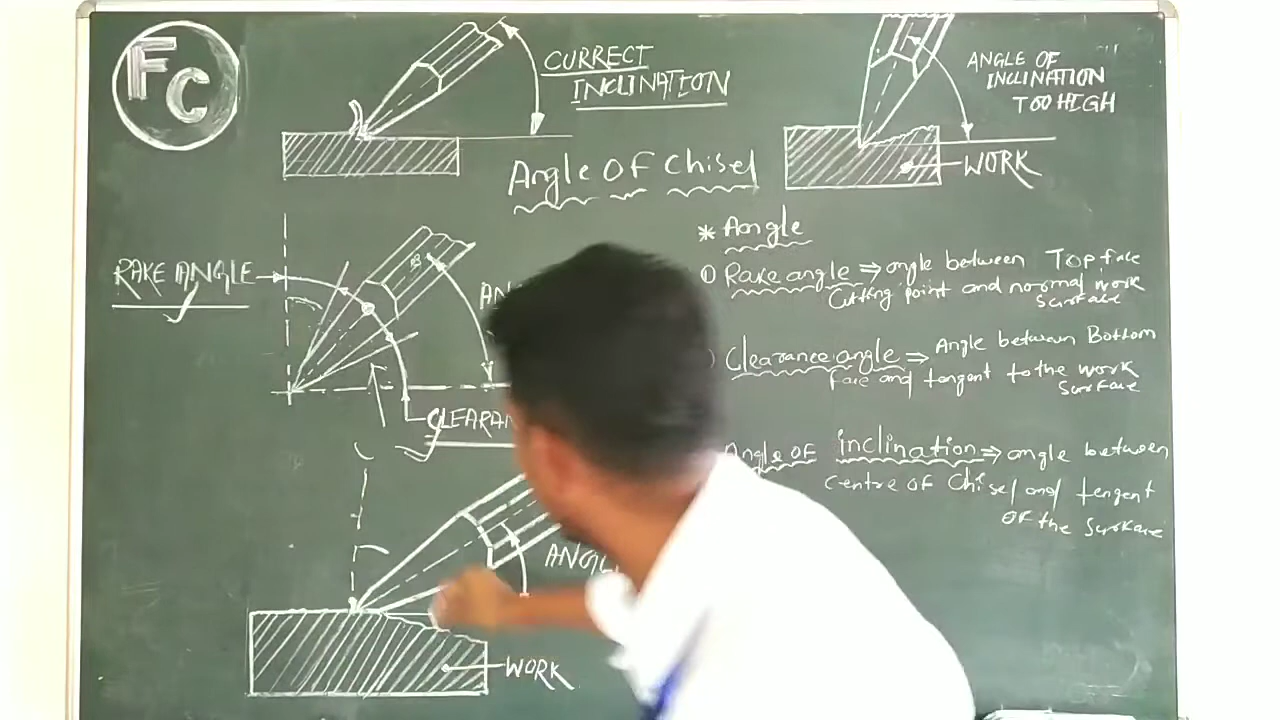 FC
CURRECT
INCLINATION
ANGLE OF
INCLINATION
TOO HIGH
WORK
Angle Of Chisel
RAKE ANGLE
B
* Angle
① Rake angle ⇒ angle between Top face
Cutting point and normal work
surface
Clearance angle ⇒ Angle between Bottom
face and tengent to the work
surface
Angle OF inclination ⇒ angle between
centre of Chisel and tengent
OF the surface
WORK